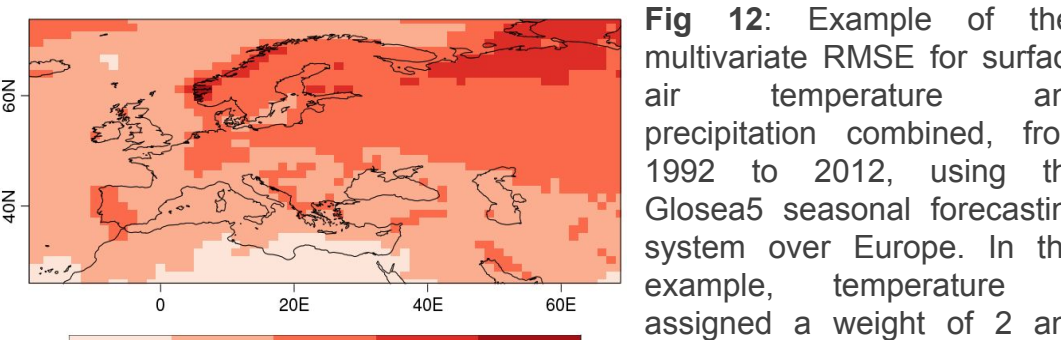 Fig 12: Example of the
multivariate RMSE for surfac
air temperature an
precipitation combined, fro
1992 to 2012, using th
Glosea5 seasonal forecastin
system over Europe. In th
example, temperature
assigned a weight of 2 an
60N
40N
0 20E 40E 60E